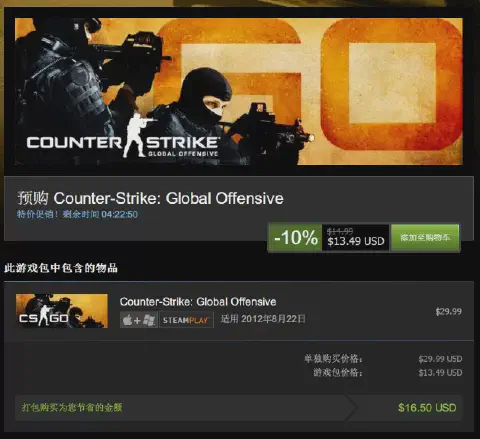 GO
COUNTER STRIKE
GLOBAL OFFENSIVE
预购 Counter-Strike: Global Offensive
特价促销！剩余时间 04:22:50
-10%
$14.99
$13.49 USD
添加至购物车
此游戏包中包含的物品
CS GO
Counter-Strike: Global Offensive
$29.99
STEAMPLAY
适用 2012年8月22日
单独购买价格：
$29.99 USD
游戏包价格：
$13.49 USD
打包购买为您节省的金额
$16.50 USD